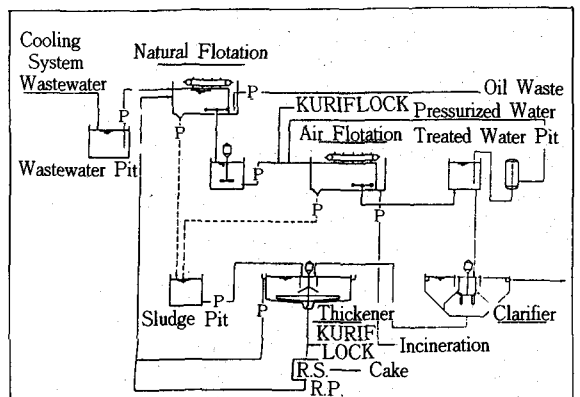 Cooling
System
Wastewater
Natural Flotation
P
P
Oil Waste
KURIFLOCK
Pressurized Water
Air Flotation
Treated Water Pit
P
Wastewater Pit
P
P
P
Sludge Pit
P
P
Thickener
Clarifier
KURIF
LOCK
Incineration
R.S.
Cake
R.P.